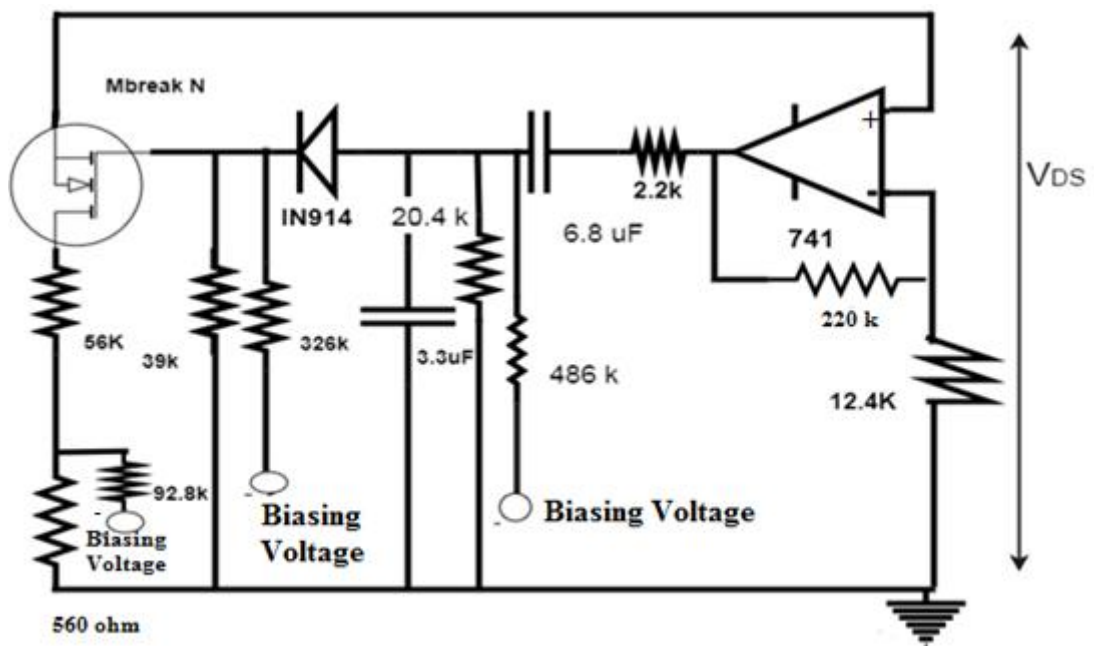 Mbreak N
+
-
VDS
2.2k
IN914
20.4 k
6.8 uF
741
220 k
56K
39k
326k
3.3uF
486 k
12.4K
92.8k
-
-
-
Biasing Voltage
Biasing
Voltage
Biasing
Voltage
560 ohm